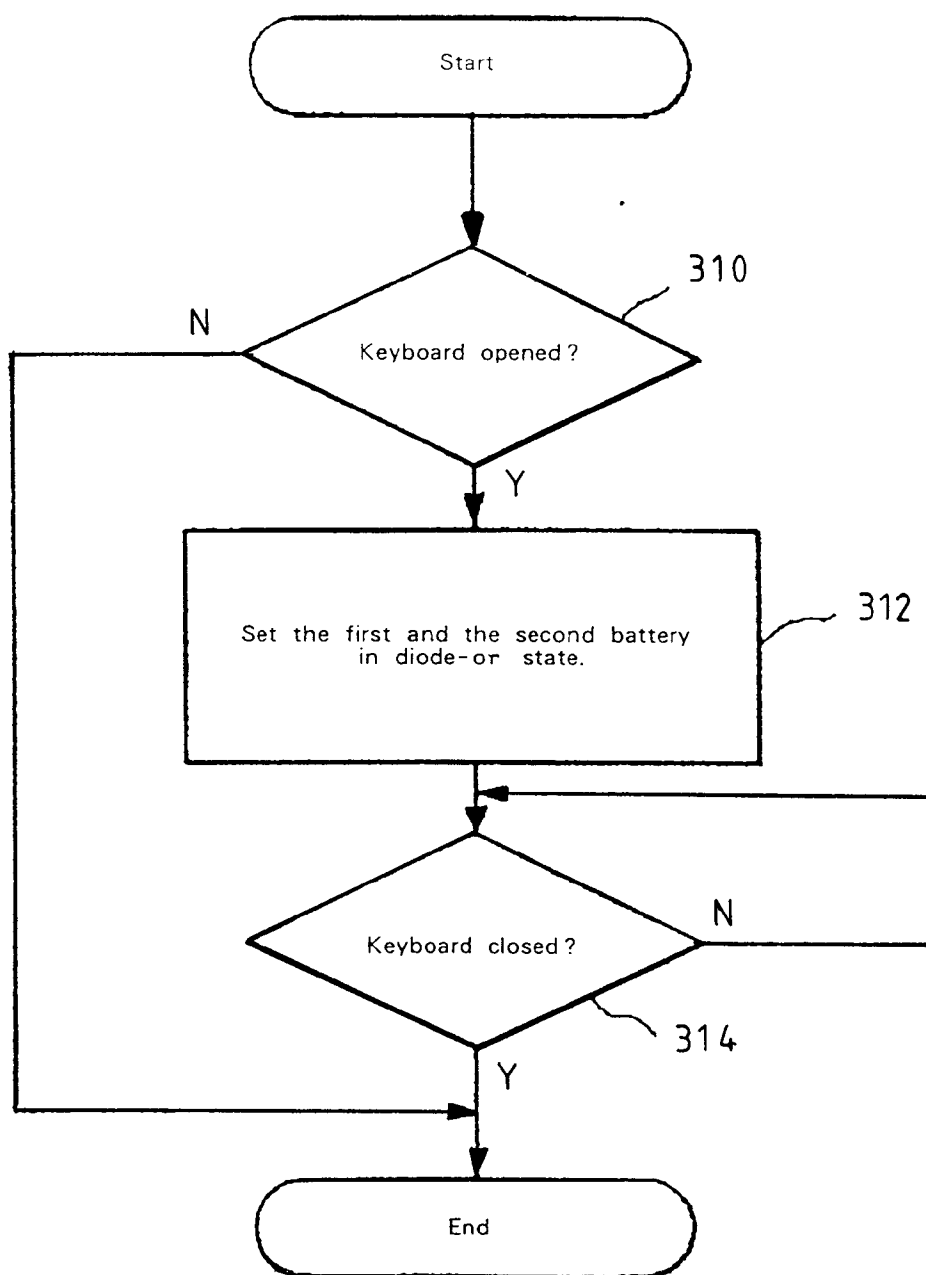 Start
310
N
Keyboard opened?
Y
312
Set the first and the second battery
in diode-or state.
N
Keyboard closed?
314
Y
End